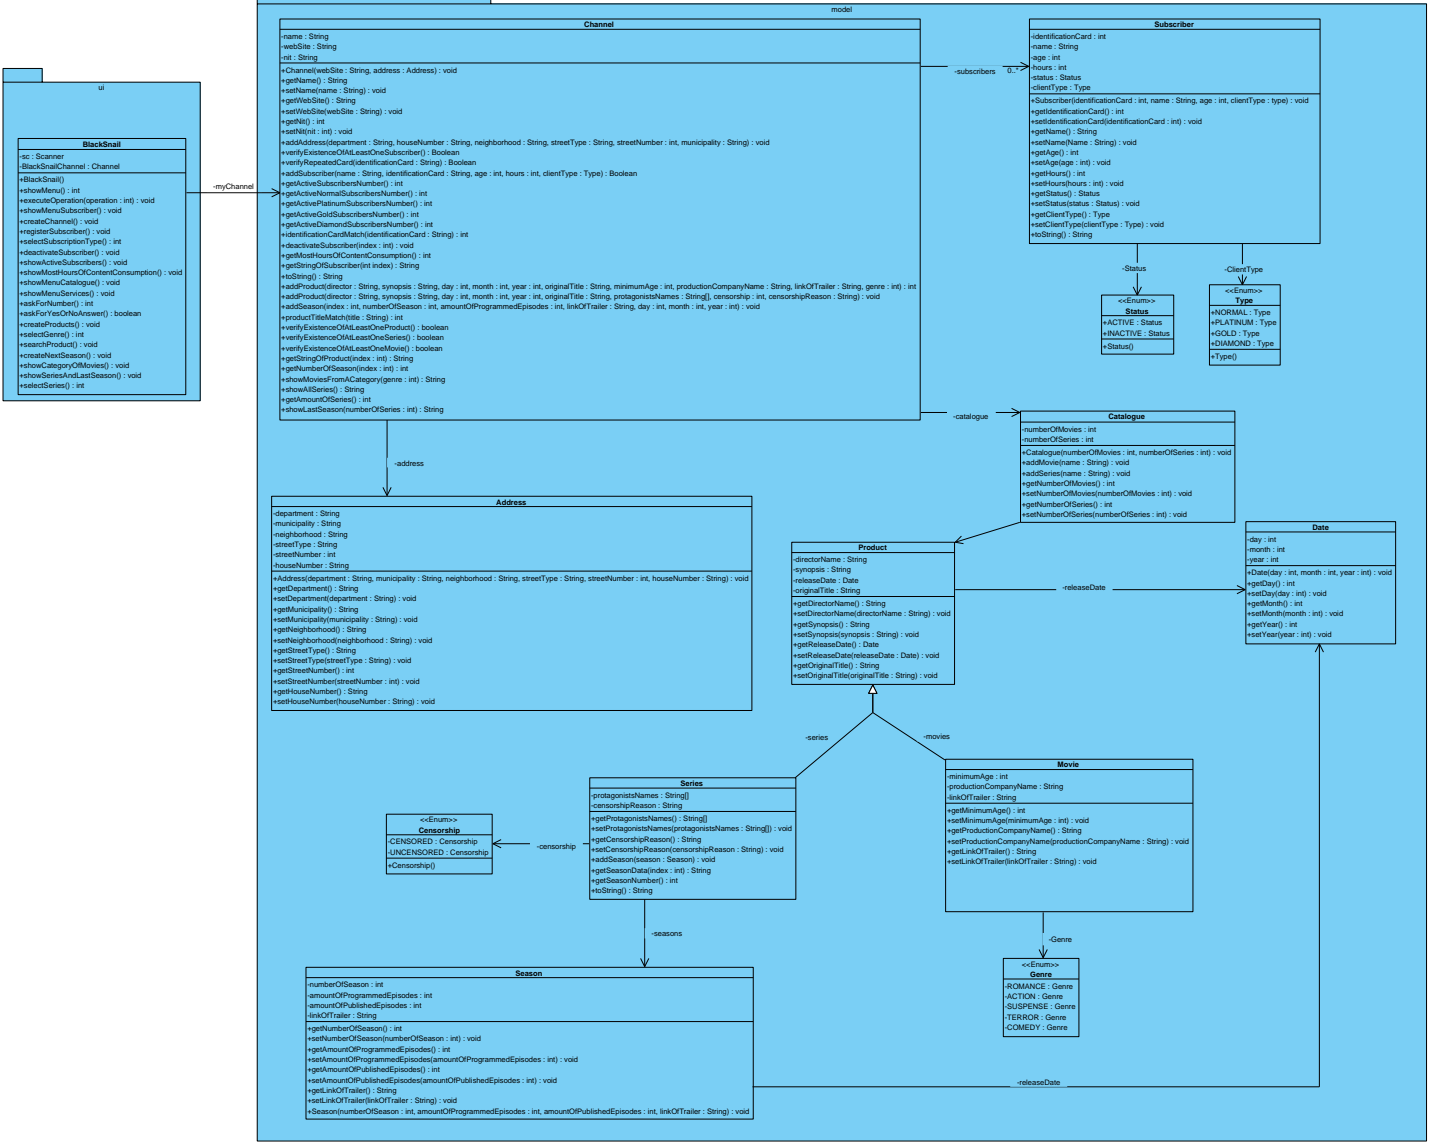 model
ui
BlackSnail
-sc : Scanner
-BlackSnailChannel : Channel
+BlackSnail()
+showMenu() : int
+executeOperation(operation : int) : void
+showMenuSubscriber() : void
+createChannel() : void
+registerSubscriber() : void
+selectSubscriptionType() : int
+deactivateSubscriber() : void
+showActiveSubscribers() : void
+showMostHoursOfContentConsumption() : void
+showMenuCatalogue() : void
+showMenuServices() : void
+askForNumber() : int
+askForYesOrNoAnswer() : boolean
+createProducts() : void
+selectGenre() : int
+searchProduct() : void
+createNextSeason() : void
+showCategoryOfMovies() : void
+showSeriesAndLastSeason() : void
+selectSeries() : int
-myChannel
Channel
-name : String
-webSite : String
-nit : String
+Channel(webSite : String, address : Address) : void
+getName() : String
+setName(name : String) : void
+getWebSite() : String
+setWebSite(webSite : String) : void
+getNit() : int
+setNit(nit : int) : void
+addAddress(department : String, houseNumber : String, neighborhood : String, streetType : String, streetNumber : int, municipality : String) : void
+verifyExistenceOfAtLeastOneSubscriber() : Boolean
+verifyRepeatedCard(identificationCard : String) : Boolean
+addSubscriber(name : String, identificationCard : String, age : int, hours : int, clientType : Type) : Boolean
+getActiveSubscribersNumber() : int
+getActiveNormalSubscribersNumber() : int
+getActivePlatinumSubscribersNumber() : int
+getActiveGoldSubscribersNumber() : int
+getActiveDiamondSubscribersNumber() : int
+identificationCardMatch(identificationCard : String) : int
+deactivateSubscriber(index : int) : void
+getMostHoursOfContentConsumption() : int
+getStringOfSubscriber(int index) : String
+toString() : String
+addProduct(director : String, synopsis : String, day : int, month : int, year : int, originalTitle : String, minimumAge : int, productionCompanyName : String, linkOfTrailer : String, genre : int) : int
+addProduct(director : String, synopsis : String, day : int, month : int, year : int, originalTitle : String, protagonistsNames : String[], censorship : int, censorshipReason : String) : void
+addSeason(index : int, numberOfSeason : int, amountOfProgrammedEpisodes : int, linkOfTrailer : String, day : int, month : int, year : int) : void
+productTitleMatch(title : String) : int
+verifyExistenceOfAtLeastOneProduct() : boolean
+verifyExistenceOfAtLeastOneSeries() : boolean
+verifyExistenceOfAtLeastOneMovie() : boolean
+getStringOfProduct(index : int) : String
+getNumberOfSeason(index : int) : int
+showMoviesFromACategory(genre : int) : String
+showAllSeries() : String
+getAmountOfSeries() : int
+showLastSeason(numberOfSeries : int) : String
-subscribers
0..*
Subscriber
-identificationCard : int
-name : String
-age : int
-hours : int
-status : Status
-clientType : Type
+Subscriber(identificationCard : int, name : String, age : int, clientType : type) : void
+getIdentificationCard() : int
+setIdentificationCard(identificationCard : int) : void
+getName() : String
+setName(Name : String) : void
+getAge() : int
+setAge(age : int) : void
+getHours() : int
+setHours(hours : int) : void
+getStatus() : Status
+setStatus(status : Status) : void
+getClientType() : Type
+setClientType(clientType : Type) : void
+toString() : String
-Status
-ClientType
<<Enum>>
Status
+ACTIVE : Status
+INACTIVE : Status
+Status()
<<Enum>>
Type
+NORMAL : Type
+PLATINUM : Type
+GOLD : Type
+DIAMOND : Type
+Type()
-catalogue
Catalogue
-numberOfMovies : int
-numberOfSeries : int
+Catalogue(numberOfMovies : int, numberOfSeries : int) : void
+addMovie(name : String) : void
+addSeries(name : String) : void
+getNumberOfMovies() : int
+setNumberOfMovies(numberOfMovies : int) : void
+getNumberOfSeries() : int
+setNumberOfSeries(numberOfSeries : int) : void
-address
Address
-department : String
-municipality : String
-neighborhood : String
-streetType : String
-streetNumber : int
-houseNumber : String
+Address(department : String, municipality : String, neighborhood : String, streetType : String, streetNumber : int, houseNumber : String) : void
+getDepartment() : String
+setDepartment(department : String) : void
+getMunicipality() : String
+setMunicipality(municipality : String) : void
+getNeighborhood() : String
+setNeighborhood(neighborhood : String) : void
+getStreetType() : String
+setStreetType(streetType : String) : void
+getStreetNumber() : int
+setStreetNumber(streetNumber : int) : void
+getHouseNumber() : String
+setHouseNumber(houseNumber : String) : void
Product
-directorName : String
-synopsis : String
-releaseDate : Date
-originalTitle : String
+getDirectorName() : String
+setDirectorName(directorName : String) : void
+getSynopsis() : String
+setSynopsis(synopsis : String) : void
+getReleaseDate() : Date
+setReleaseDate(releaseDate : Date) : void
+getOriginalTitle() : String
+setOriginalTitle(originalTitle : String) : void
-releaseDate
Date
-day : int
-month : int
-year : int
+Date(day : int, month : int, year : int) : void
+getDay() : int
+setDay(day : int) : void
+getMonth() : int
+setMonth(month : int) : void
+getYear() : int
+setYear(year : int) : void
-series
-movies
Series
-protagonistsNames : String[]
-censorshipReason : String
+getProtagonistsNames() : String[]
+setProtagonistsNames(protagonistsNames : String[]) : void
+getCensorshipReason() : String
+setCensorshipReason(censorshipReason : String) : void
+addSeason(season : Season) : void
+getSeasonData(index : int) : String
+getSeasonNumber() : int
+toString() : String
-censorship
<<Enum>>
Censorship
-CENSORED : Censorship
-UNCENSORED : Censorship
+Censorship()
Movie
-minimumAge : int
-productionCompanyName : String
-linkOfTrailer : String
+getMinimumAge() : int
+setMinimumAge(minimumAge : int) : void
+getProductionCompanyName() : String
+setProductionCompanyName(productionCompanyName : String) : void
+getLinkOfTrailer() : String
+setLinkOfTrailer(linkOfTrailer : String) : void
-Genre
<<Enum>>
Genre
-ROMANCE : Genre
-ACTION : Genre
-SUSPENSE : Genre
-TERROR : Genre
-COMEDY : Genre
-seasons
Season
-numberOfSeason : int
-amountOfProgrammedEpisodes : int
-amountOfPublishedEpisodes : int
-linkOfTrailer : String
+getNumberOfSeason() : int
+setNumberOfSeason(numberOfSeason : int) : void
+getAmountOfProgrammedEpisodes() : int
+setAmountOfProgrammedEpisodes(amountOfProgrammedEpisodes : int) : void
+getAmountOfPublishedEpisodes() : int
+setAmountOfPublishedEpisodes(amountOfPublishedEpisodes : int) : void
+getLinkOfTrailer() : String
+setLinkOfTrailer(linkOfTrailer : String) : void
+Season(numberOfSeason : int, amountOfProgrammedEpisodes : int, amountOfPublishedEpisodes : int, linkOfTrailer : String) : void
-releaseDate